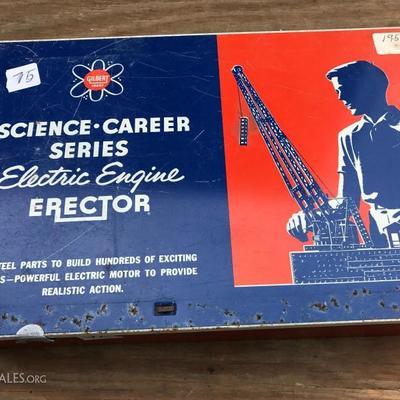 75
GILBERT
195
SCIENCE·CAREER
SERIES
Electric Engine
ERECTOR
STEEL PARTS TO BUILD HUNDREDS OF EXCITING
—POWERFUL ELECTRIC MOTOR TO PROVIDE
REALISTIC ACTION.
ALES.ORG